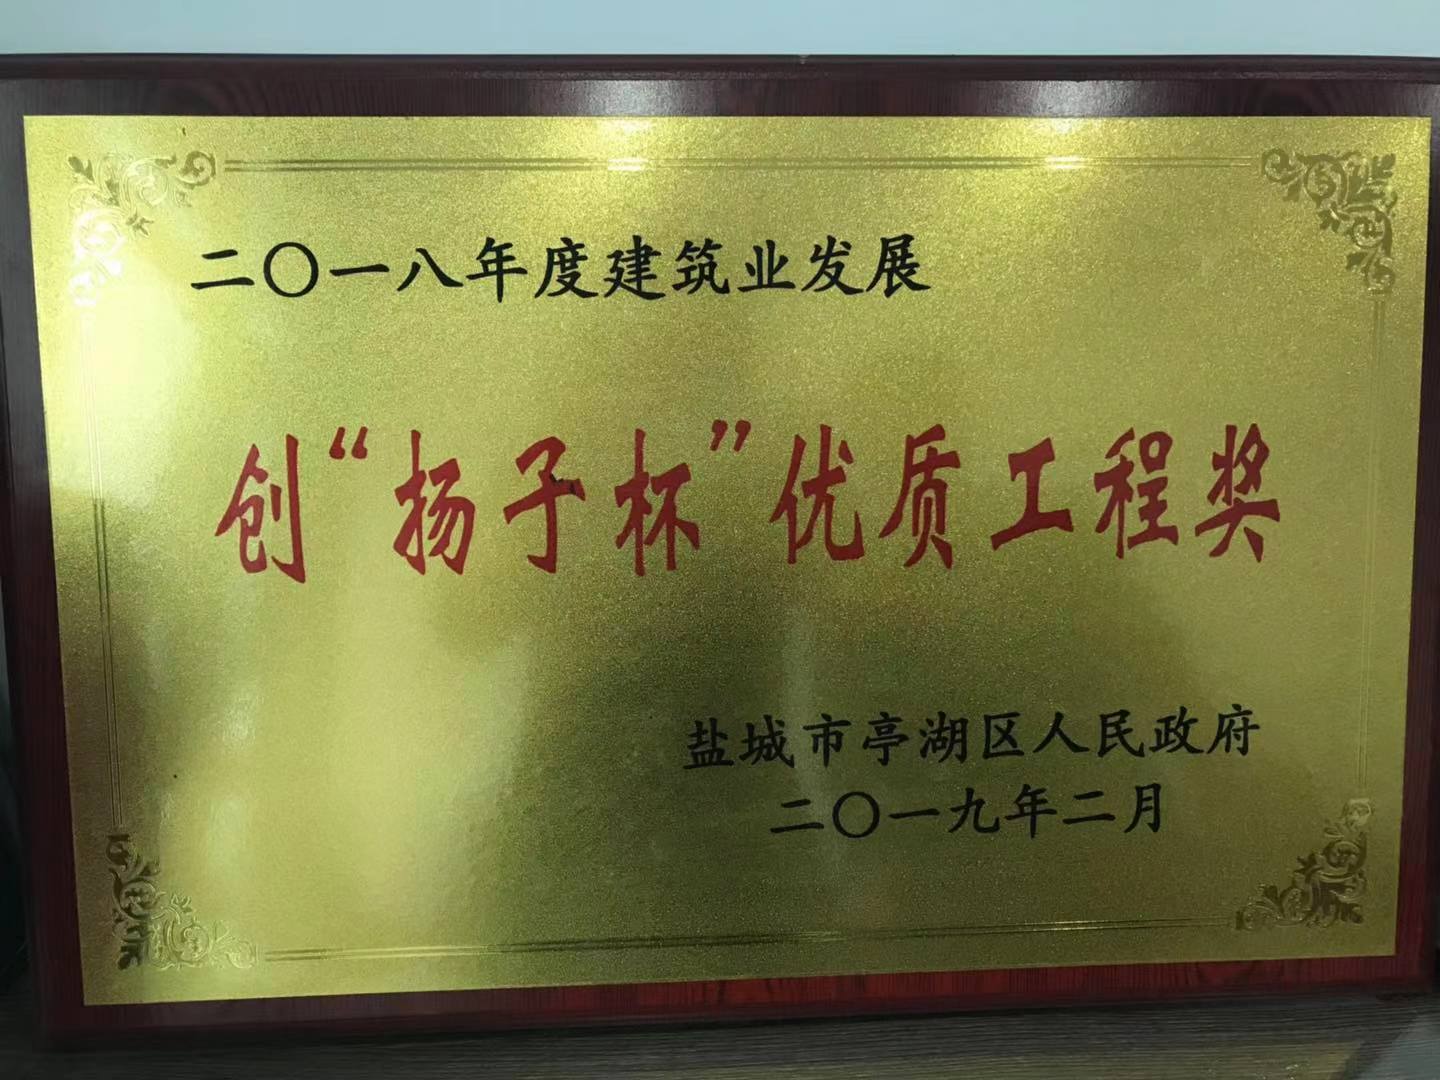 二〇一八年度建筑业发展
创“扬子杯”优质工程奖
盐城市亭湖区人民政府
二〇一九年二月